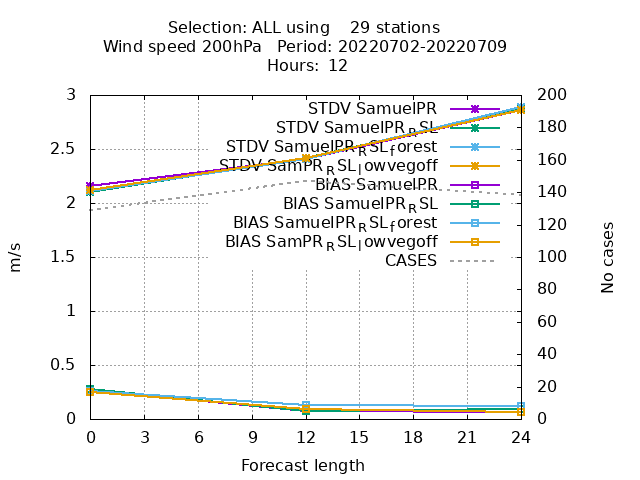 Selection: ALL using 29 stations
Wind speed 200hPa Period: 20220702-20220709
Hours: 12
3
2.5
2
1.5
1
0.5
0
m/s
200
180
160
140
120
100
80
60
40
20
0
No cases
STDV SamuelPR
STDV SamuelPR_RSL
STDV SamuelPR_RSL_forest
STDV SamPR_RSL_lowvegoff
BIAS SamuelPR
BIAS SamuelPR_RSL
BIAS SamuelPR_RSL_forest
BIAS SamPR_RSL_lowvegoff
CASES
0 3 6 9 12 15 18 21 24
Forecast length